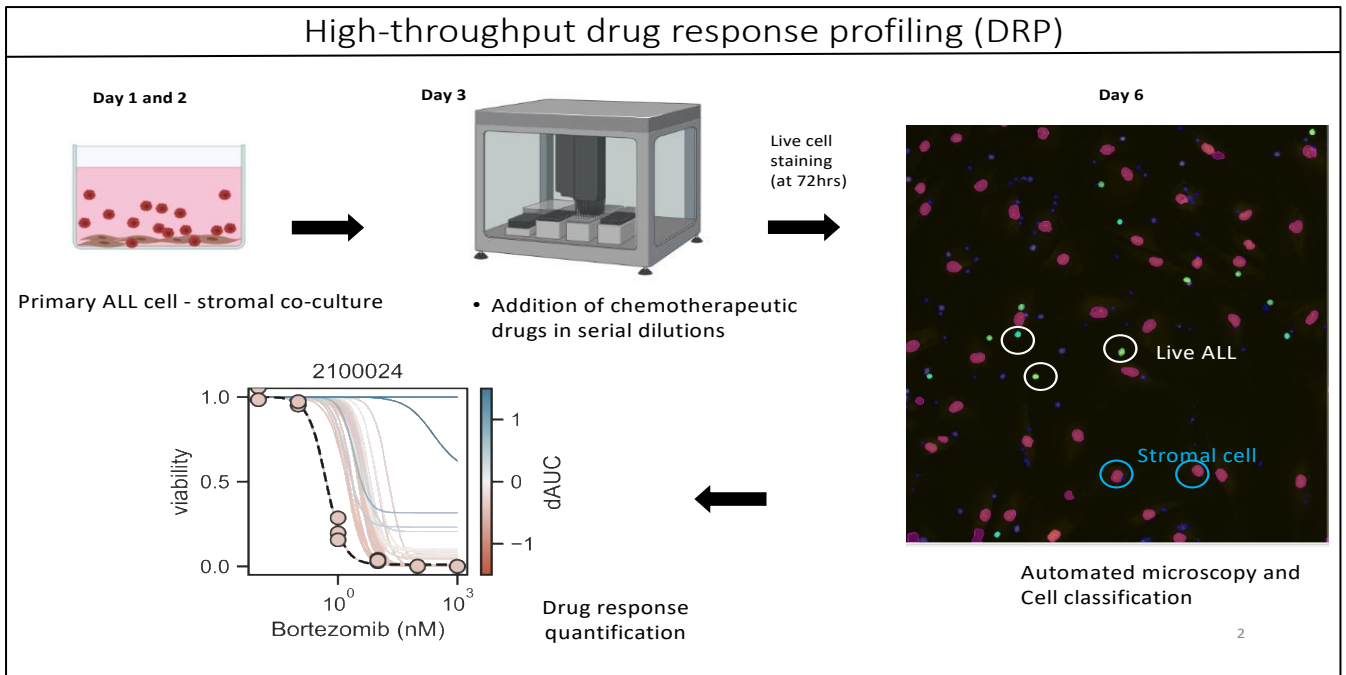 High-throughput drug response profiling (DRP)
Day 1 and 2
Day 3
Day 6
Live cell
staining
(at 72hrs)
Live ALL
Stromal cell
Primary ALL cell - stromal co-culture
• Addition of chemotherapeutic
drugs in serial dilutions
Automated microscopy and
Cell classification
2100024
viability
1.0
0.5
0.0
10⁰
10³
Bortezomib (nM)
1
0
−1
dAUC
Drug response
quantification
2